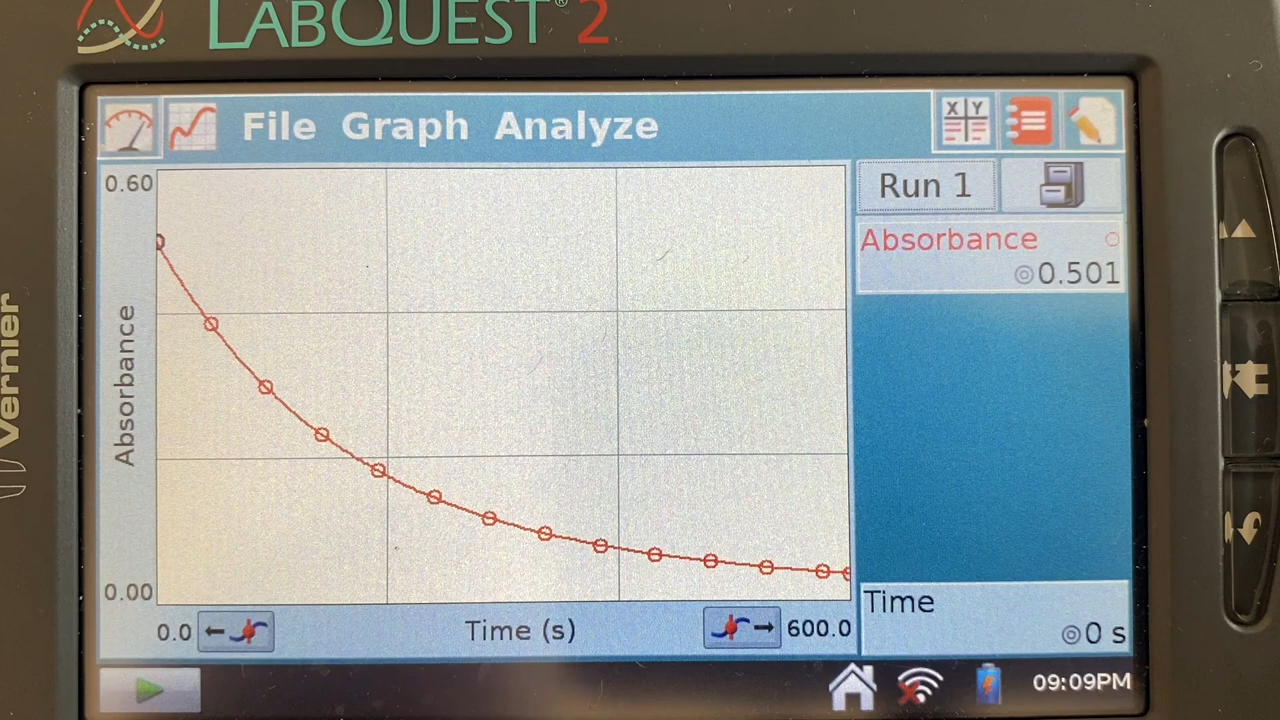 LABQUEST® 2
Vernier
File Graph Analyze
X Y
0.60
Absorbance
0.00
0.0
Time (s)
600.0
Run 1
Absorbance
0.501
Time
0 s
09:09PM